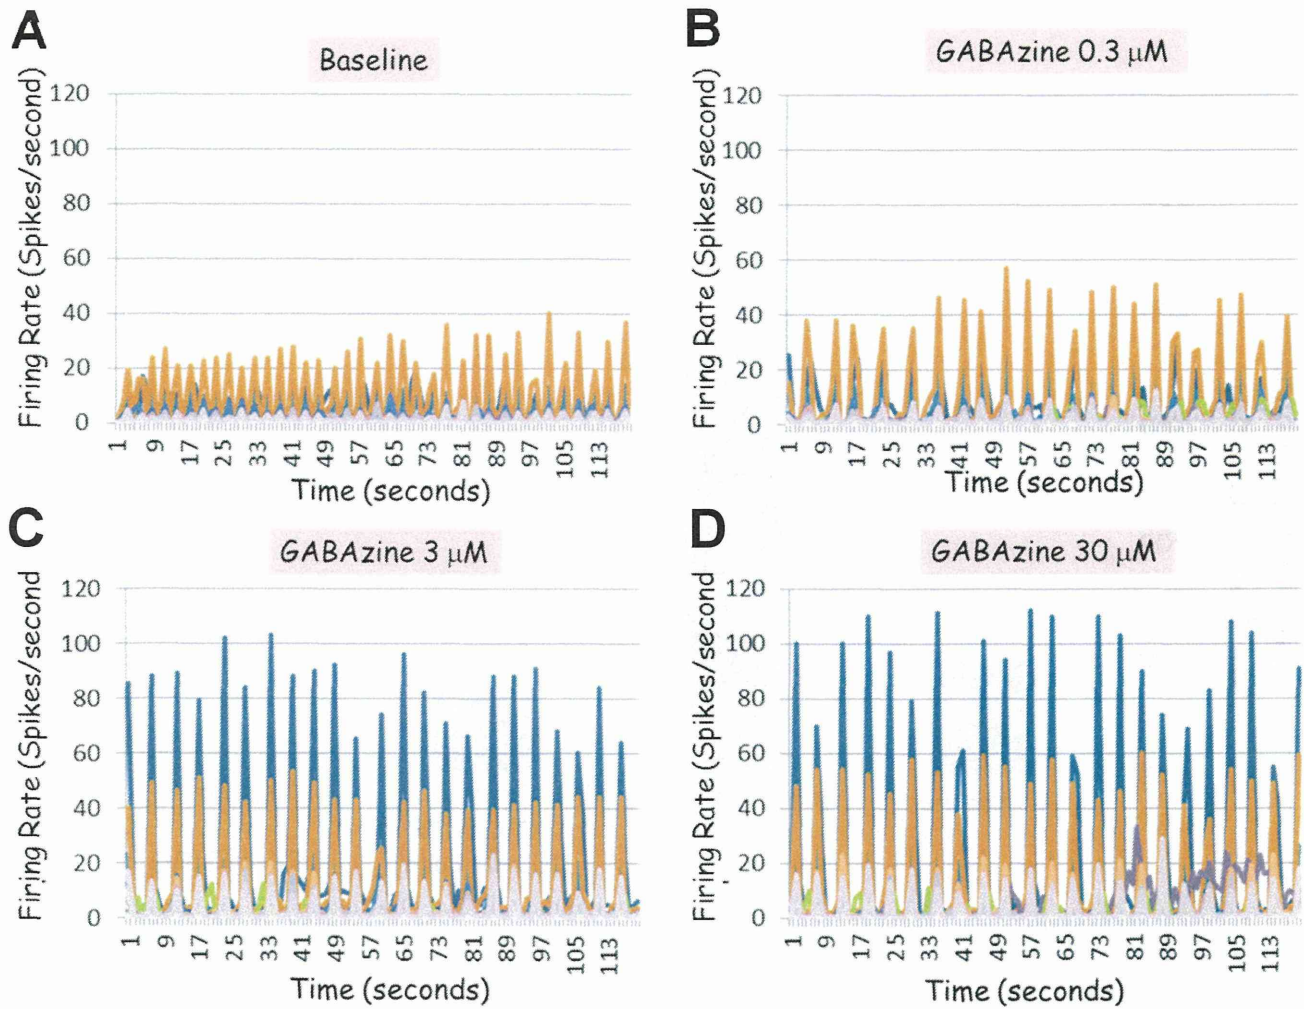 A
Baseline
Firing Rate (Spikes/second)
120
100
80
60
40
20
0
1 9 17 25 33 41 49 57 65 73 81 89 97 105 113
Time (seconds)
B
GABAzine 0.3 μM
Firing Rate (Spikes/second)
120
100
80
60
40
20
0
1 9 17 25 33 41 49 57 65 73 81 89 97 105 113
Time (seconds)
C
GABAzine 3 μM
Firing Rate (Spikes/second
120
100
80
60
40
20
0
1 9 17 25 33 41 49 57 65 73 81 89 97 105 113
Time (seconds)
D
GABAzine 30 μM
Firing Rate (Spikes/second
120
100
80
60
40
20
0
1 9 17 25 33 41 49 57 65 73 81 89 97 105 113
Time (seconds)